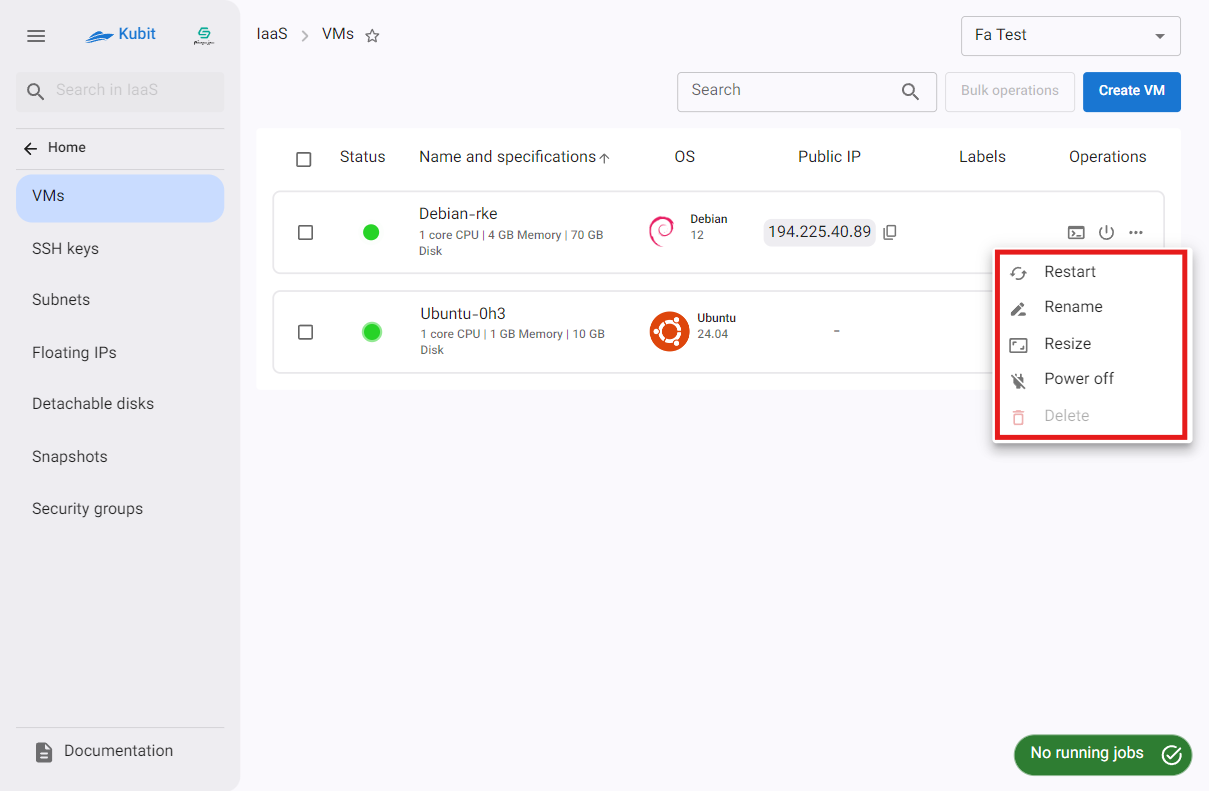 Kubit
IaaS
VMs
Fa Test
Search in IaaS
Search
Bulk operations
Create VM
Home
VMs
SSH keys
Subnets
Floating IPs
Detachable disks
Snapshots
Security groups
Documentation
Status
Name and specifications
OS
Public IP
Labels
Operations
Debian-rke
1 core CPU | 4 GB Memory | 70 GB
Disk
Debian
12
194.225.40.89
Ubuntu-0h3
1 core CPU | 1 GB Memory | 10 GB
Disk
Ubuntu
24.04
-
Restart
Rename
Resize
Power off
Delete
No running jobs